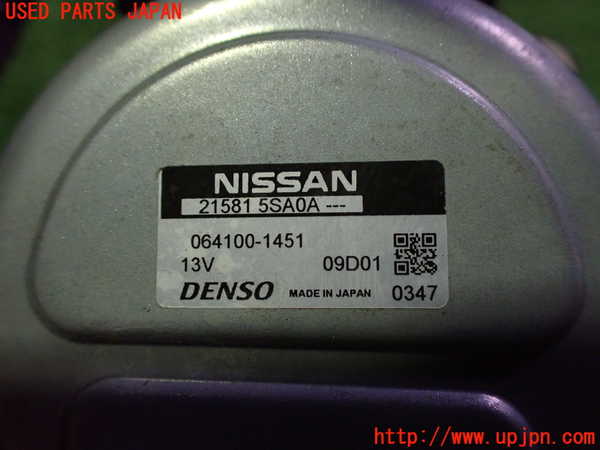 USED PARTS JAPAN
NISSAN
21581 5SA0A ---
064100-1451
13V 09D01
DENSO MADE IN JAPAN 0347
http://www.upjpn.com/